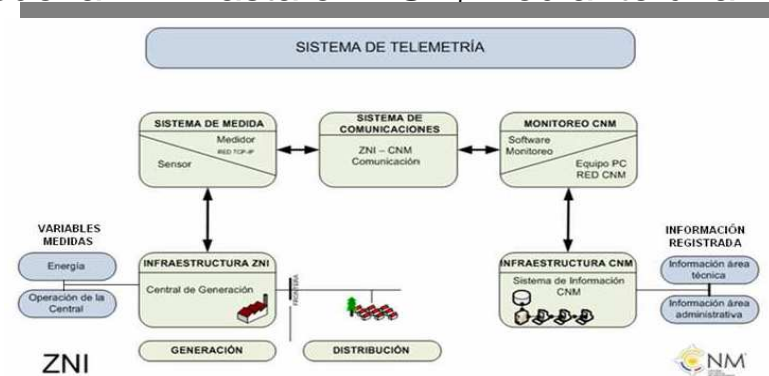 SISTEMA DE TELEMETRÍA
SISTEMA DE MEDIDA
Medidor
RED TCP-IP
Sensor
SISTEMA DE
COMUNICACIONES
ZNI – CNM
Comunicación
MONITOREO CNM
Software
Monitoreo
Equipo PC
RED CNM
VARIABLES
MEDIDAS
Energía
Operación de la
Central
INFRAESTRUCTURA ZNI
Central de Generación
FRONTERA
INFRAESTRUCTURA CNM
Sistema de Información
CNM
INFORMACIÓN
REGISTRADA
Información área
técnica
Información área
administrativa
GENERACIÓN
DISTRIBUCIÓN
ZNI
CNM